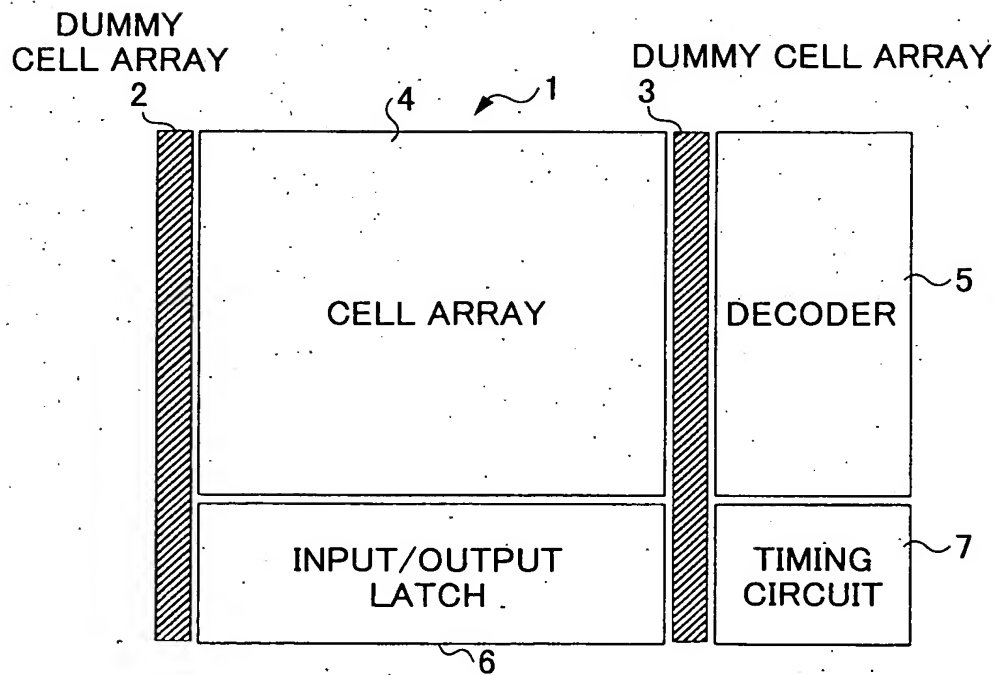 DUMMY
CELL ARRAY
2
4
1
DUMMY CELL ARRAY
3
CELL ARRAY
DECODER
5
INPUT/OUTPUT
LATCH
6
TIMING
CIRCUIT
7